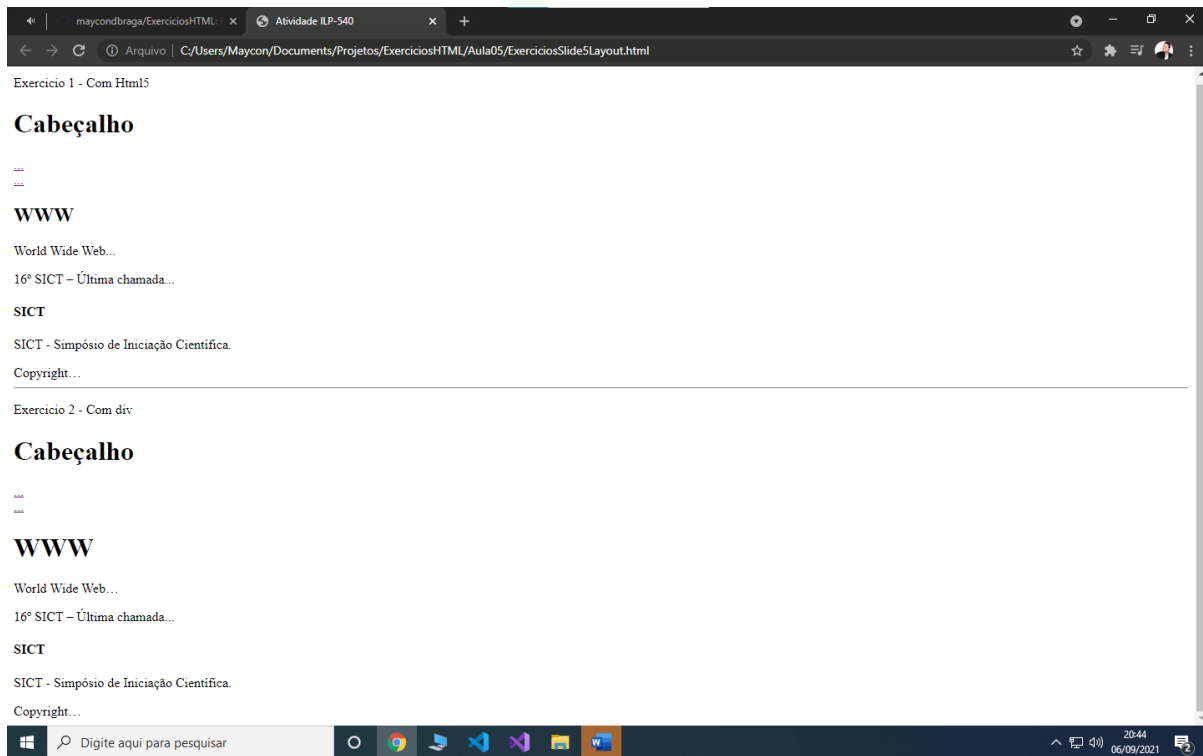 maycondbraga/ExerciciosHTML:
Atividade ILP-540
Arquivo | C:/Users/Maycon/Documents/Projetos/ExerciciosHTML/Aula05/ExerciciosSlide5Layout.html
Exercicio 1 - Com Html5
Cabeçalho
...
...
WWW
World Wide Web...
16º SICT – Última chamada...
SICT
SICT - Simpósio de Iniciação Científica.
Copyright…
Exercicio 2 - Com div
Cabeçalho
...
...
WWW
World Wide Web…
16º SICT – Última chamada...
SICT
SICT - Simpósio de Iniciação Científica.
Copyright…
Digite aqui para pesquisar
20:44
06/09/2021
2